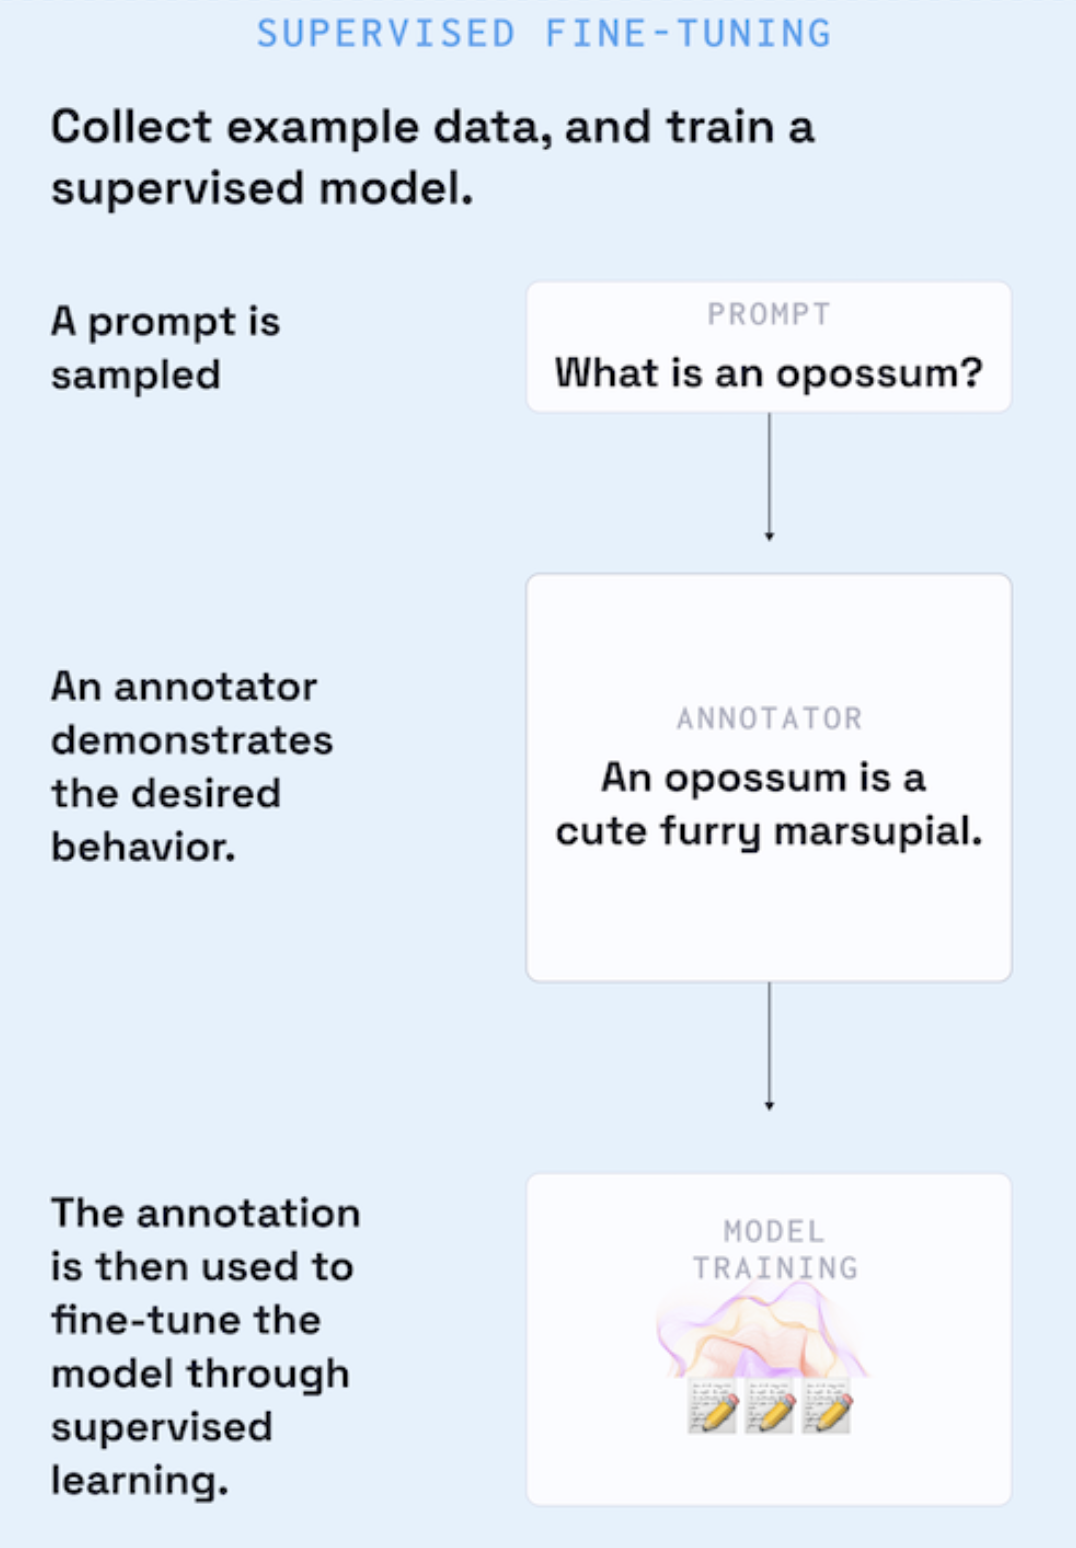 SUPERVISED FINE-TUNING
Collect example data, and train a
supervised model.
A prompt is
sampled
PROMPT
What is an opossum?
An annotator
demonstrates
the desired
behavior.
ANNOTATOR
An opossum is a
cute furry marsupial.
The annotation
is then used to
fine-tune the
model through
supervised
learning.
MODEL
TRAINING